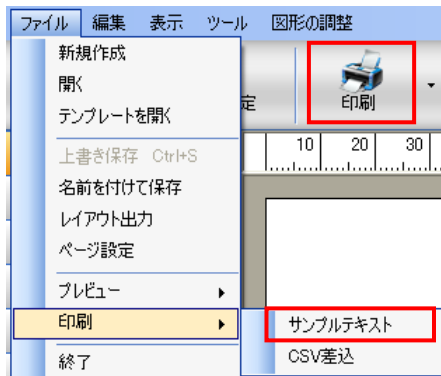 ファイル 編集 表示 ツール 図形の調整
新規作成
開く
テンプレートを開く
定
印刷
上書き保存 Ctrl+S
10 20 30
名前を付けて保存
レイアウト出力
ページ設定
プレビュー
印刷
サンプルテキスト
CSV差込
終了